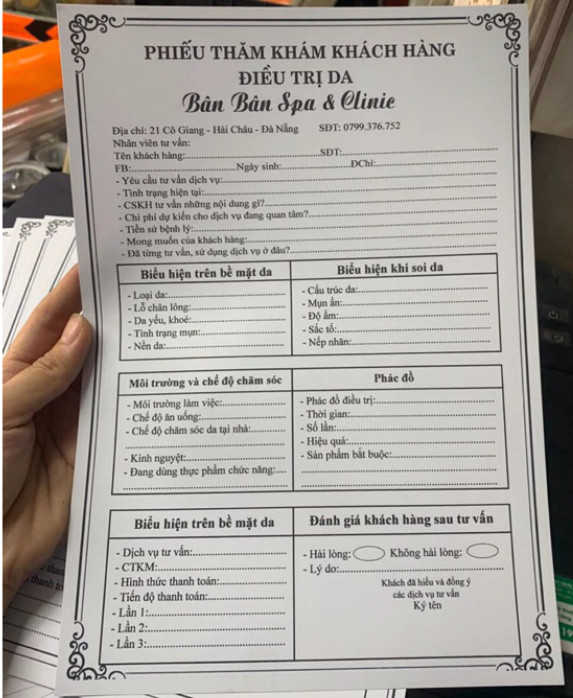 PHIẾU THĂM KHÁM KHÁCH HÀNG
ĐIỀU TRỊ DA
Bân Bân Spa & Clinic
Địa chỉ: 21 Cô Giang - Hải Châu - Đà Nẵng SĐT: 0799.376.752
Nhân viên tư vấn:
Tên khách hàng: SĐT:
FB: Ngày sinh: ĐChỉ:
- Yêu cầu tư vấn dịch vụ:
- Tình trạng hiện tại:
- CSKH tư vấn những nội dung gì?
- Chi phí dự kiến cho dịch vụ đang quan tâm?
- Tiền sử bệnh lý:
- Mong muốn của khách hàng:
- Đã từng tư vấn, sử dụng dịch vụ ở đâu?
Biểu hiện trên bề mặt da
- Loại da:
- Lỗ chân lông:
- Da yếu, khoẻ:
- Tình trạng mụn:
- Nền da:
Biểu hiện khi soi da
- Cấu trúc da:
- Mụn ẩn:
- Độ ẩm:
- Sắc tố:
- Nếp nhăn:
Môi trường và chế độ chăm sóc
- Môi trường làm việc:
- Chế độ ăn uống:
- Chế độ chăm sóc da tại nhà:
- Kinh nguyệt:
- Đang dùng thực phẩm chức năng:
Phác đồ
- Phác đồ điều trị:
- Thời gian:
- Số lần:
- Hiệu quả:
- Sản phẩm bắt buộc:
Biểu hiện trên bề mặt da
- Dịch vụ tư vấn:
- CTKM:
- Hình thức thanh toán:
- Tiến độ thanh toán:
- Lần 1:
- Lần 2:
- Lần 3:
Đánh giá khách hàng sau tư vấn
- Hài lòng: Không hài lòng:
- Lý do:
Khách đã hiểu và đồng ý
các dịch vụ tư vấn
Ký tên